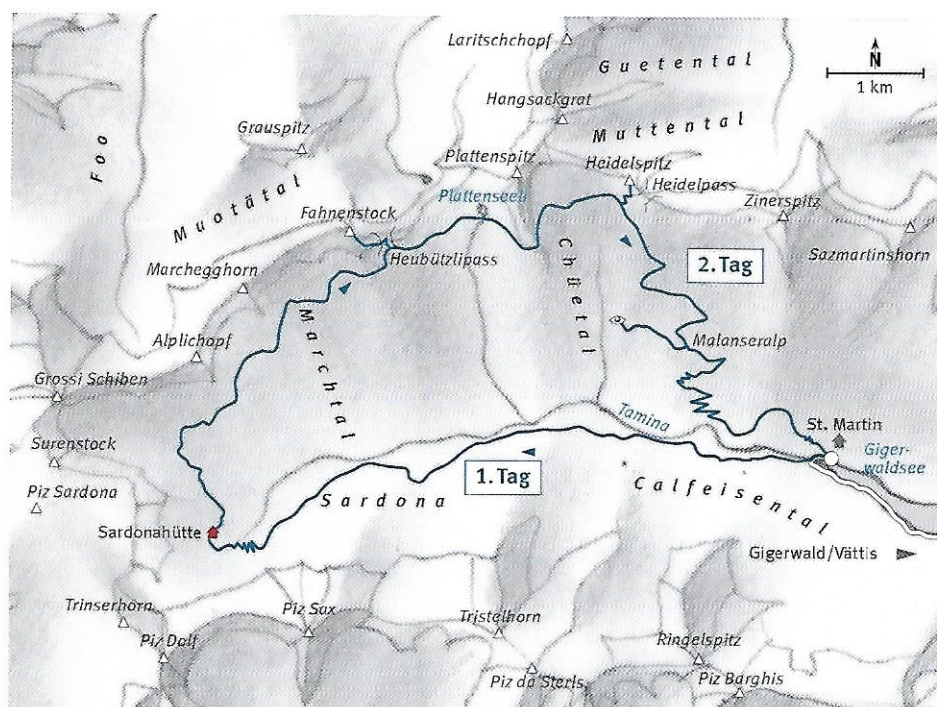 Laritschchopf
Guetental
N
1 km
Hangsackgrat
Muttental
Grauspitz
Foo
Plattenspitz
Heidelspitz
Heidelpass
Plattenseeli
Muotätal
Fahnenstock
Zinerspitz
Sazmartinshorn
Heubützlipass
Chüetal
2. Tag
Marchegghorn
Marchtal
Malanseralp
Alplichopf
Grossi Schiben
Tamina
St. Martin
Giger-
waldsee
Surenstock
1. Tag
Piz Sardona
Sardona
Calfeisental
Sardonahütte
Gigerwald/Vättis
Trinserhorn
Piz Sax
Tristelhorn
Piz Dolf
Ringelspitz
Piz da Sterls
Piz Barghis